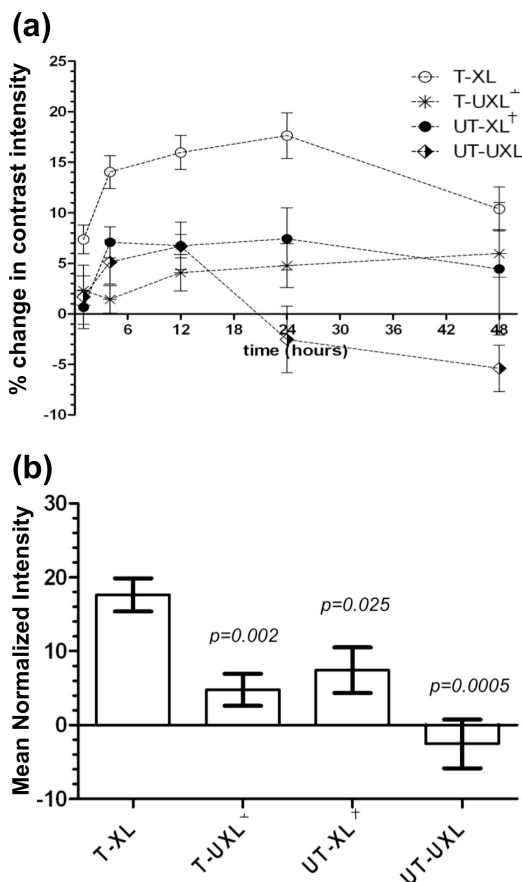 (a)
% change in contrast intensity
25
20
15
10
5
0
-5
-10
6 12 18 24 30 36 42 48
time (hours)
T-XL
T-UXL⊥
UT-XL†
UT-UXL
(b)
Mean Normalized Intensity
30
20
10
0
-10
p=0.002
p=0.025
p=0.0005
T-XL
T-UXL⊥
UT-XL†
UT-UXL